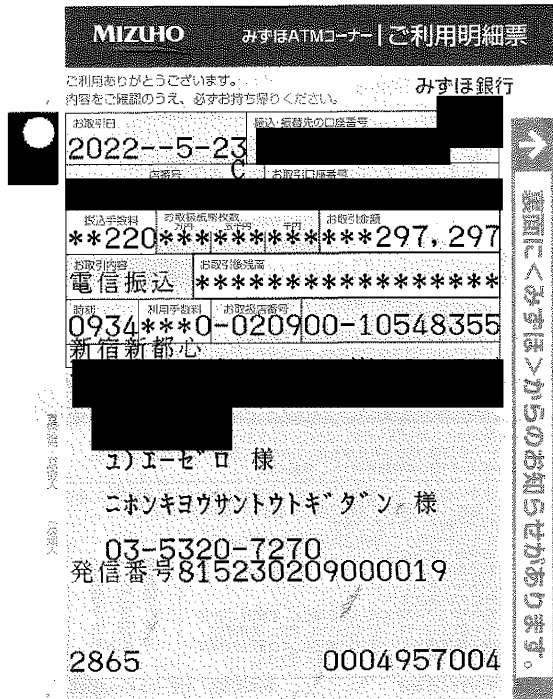 MIZUHO みずほATMコーナー ご利用明細票
ご利用ありがとうございます。
内容をご確認のうえ、必ずお持ち帰りください。
みずほ銀行
お取引日 振込・振替先の口座番号
2022--5-23
C
店番号 お取引口座番号
振込手数料 お取扱紙幣枚数 お取引金額
万円 五千円 千円
**220*************297,297
お取引内容 お取引後残高
電信振込 *****************
時刻 利用手数料 お取扱店番号
0934***0-020900-10548355
新宿新都心
ユ)エーゼロ 様
ニホンキヨウサントウトギダン 様
03-5320-7270
発信番号815230209000019
2865 0004957004
裏面に＜みずほ＞からのお知らせがあります。